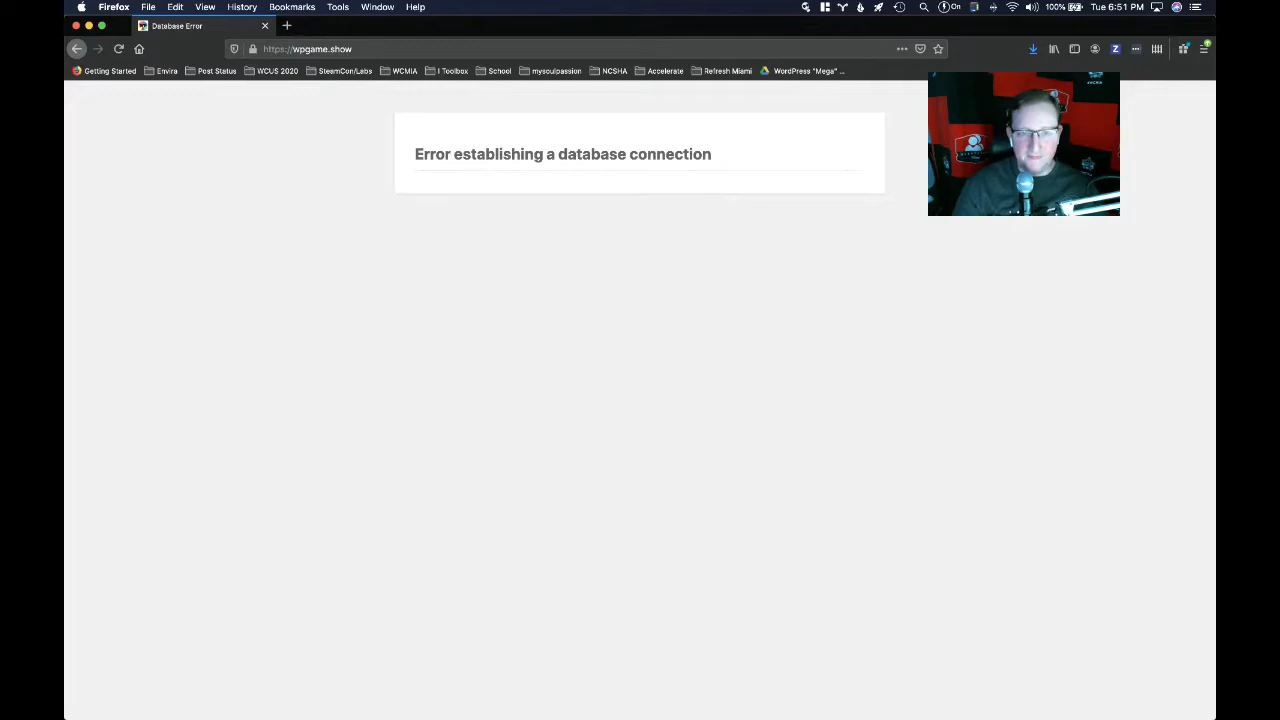 Firefox File Edit View History Bookmarks Tools Window Help On 100% Tue 6:51 PM
Database Error
https://wpgame.show
Getting Started Envira Post Status WCUS 2020 SteamCon/Labs WCMIA I Toolbox School mysoulpassion NCSHA Accelerate Refresh Miami WordPress "Mega" ...
Error establishing a database connection